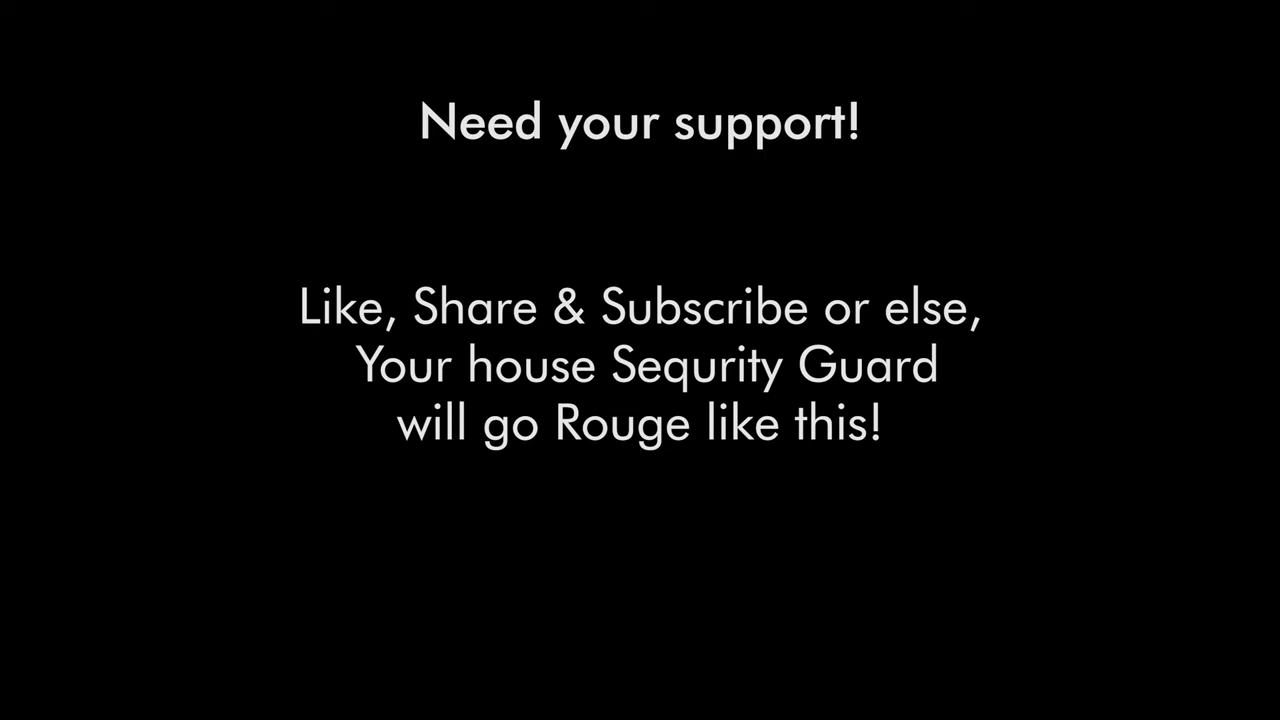 Need your support!
Like, Share & Subscribe or else,
Your house Sequrity Guard
will go Rouge like this!